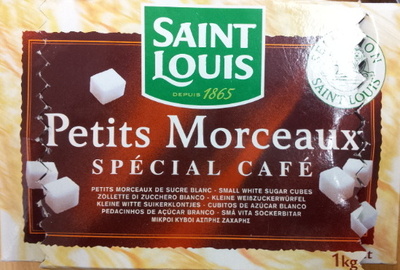 SAINT
LOUIS
DEPUIS 1865
SAINT LOUIS
Petits Morceaux
SPÉCIAL CAFÉ
PETITS MORCEAUX DE SUCRE BLANC - SMALL WHITE SUGAR CUBES
ZOLLETTE DI ZUCCHERO BIANCO - KLEINE WEIßZUCKERWÜRFEL
KLEINE WITTE SUIKERKLONTJES - CUBITOS DE AZÚCAR BLANCO
PEDACINHOS DE AÇÚCAR BRANCO - SMÅ VITA SOCKERBITAR
ΜΙΚΡΟΙ ΚΥΒΟΙ ΑΣΠΡΗΣ ΖΑΧΑΡΗΣ
1kg